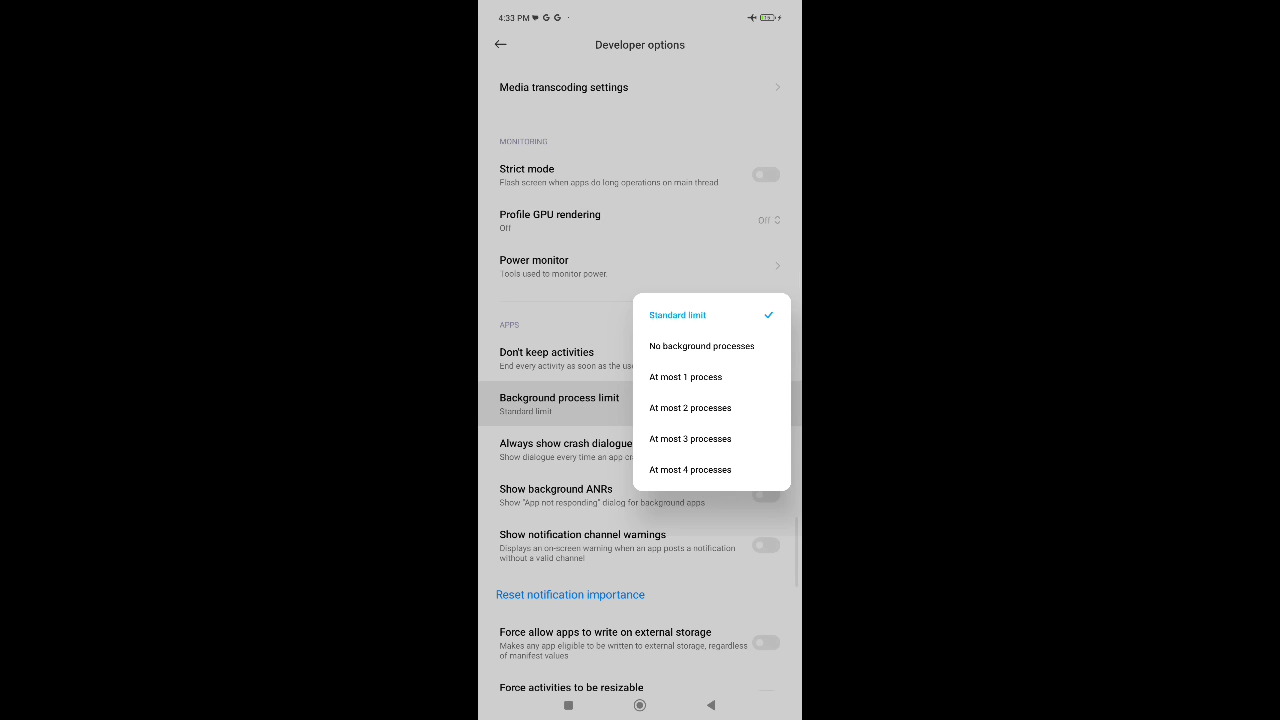 4:33 PM
Developer options
Media transcoding settings
MONITORING
Strict mode
Flash screen when apps do long operations on main thread
Profile GPU rendering
Off
Off
Power monitor
Tools used to monitor power.
APPS
Don't keep activities
End every activity as soon as the
Background process limit
Standard limit
Always show crash dialogue
Show dialogue every time an app
Show background ANRs
Show "App not responding" dialog for background apps
Show notification channel warnings
Displays an on-screen warning when an app posts a notification
without a valid channel
Reset notification importance
Force allow apps to write on external storage
Makes any app eligible to be written to external storage, regardless
of manifest values
Force activities to be resizable
Standard limit
No background processes
At most 1 process
At most 2 processes
At most 3 processes
At most 4 processes